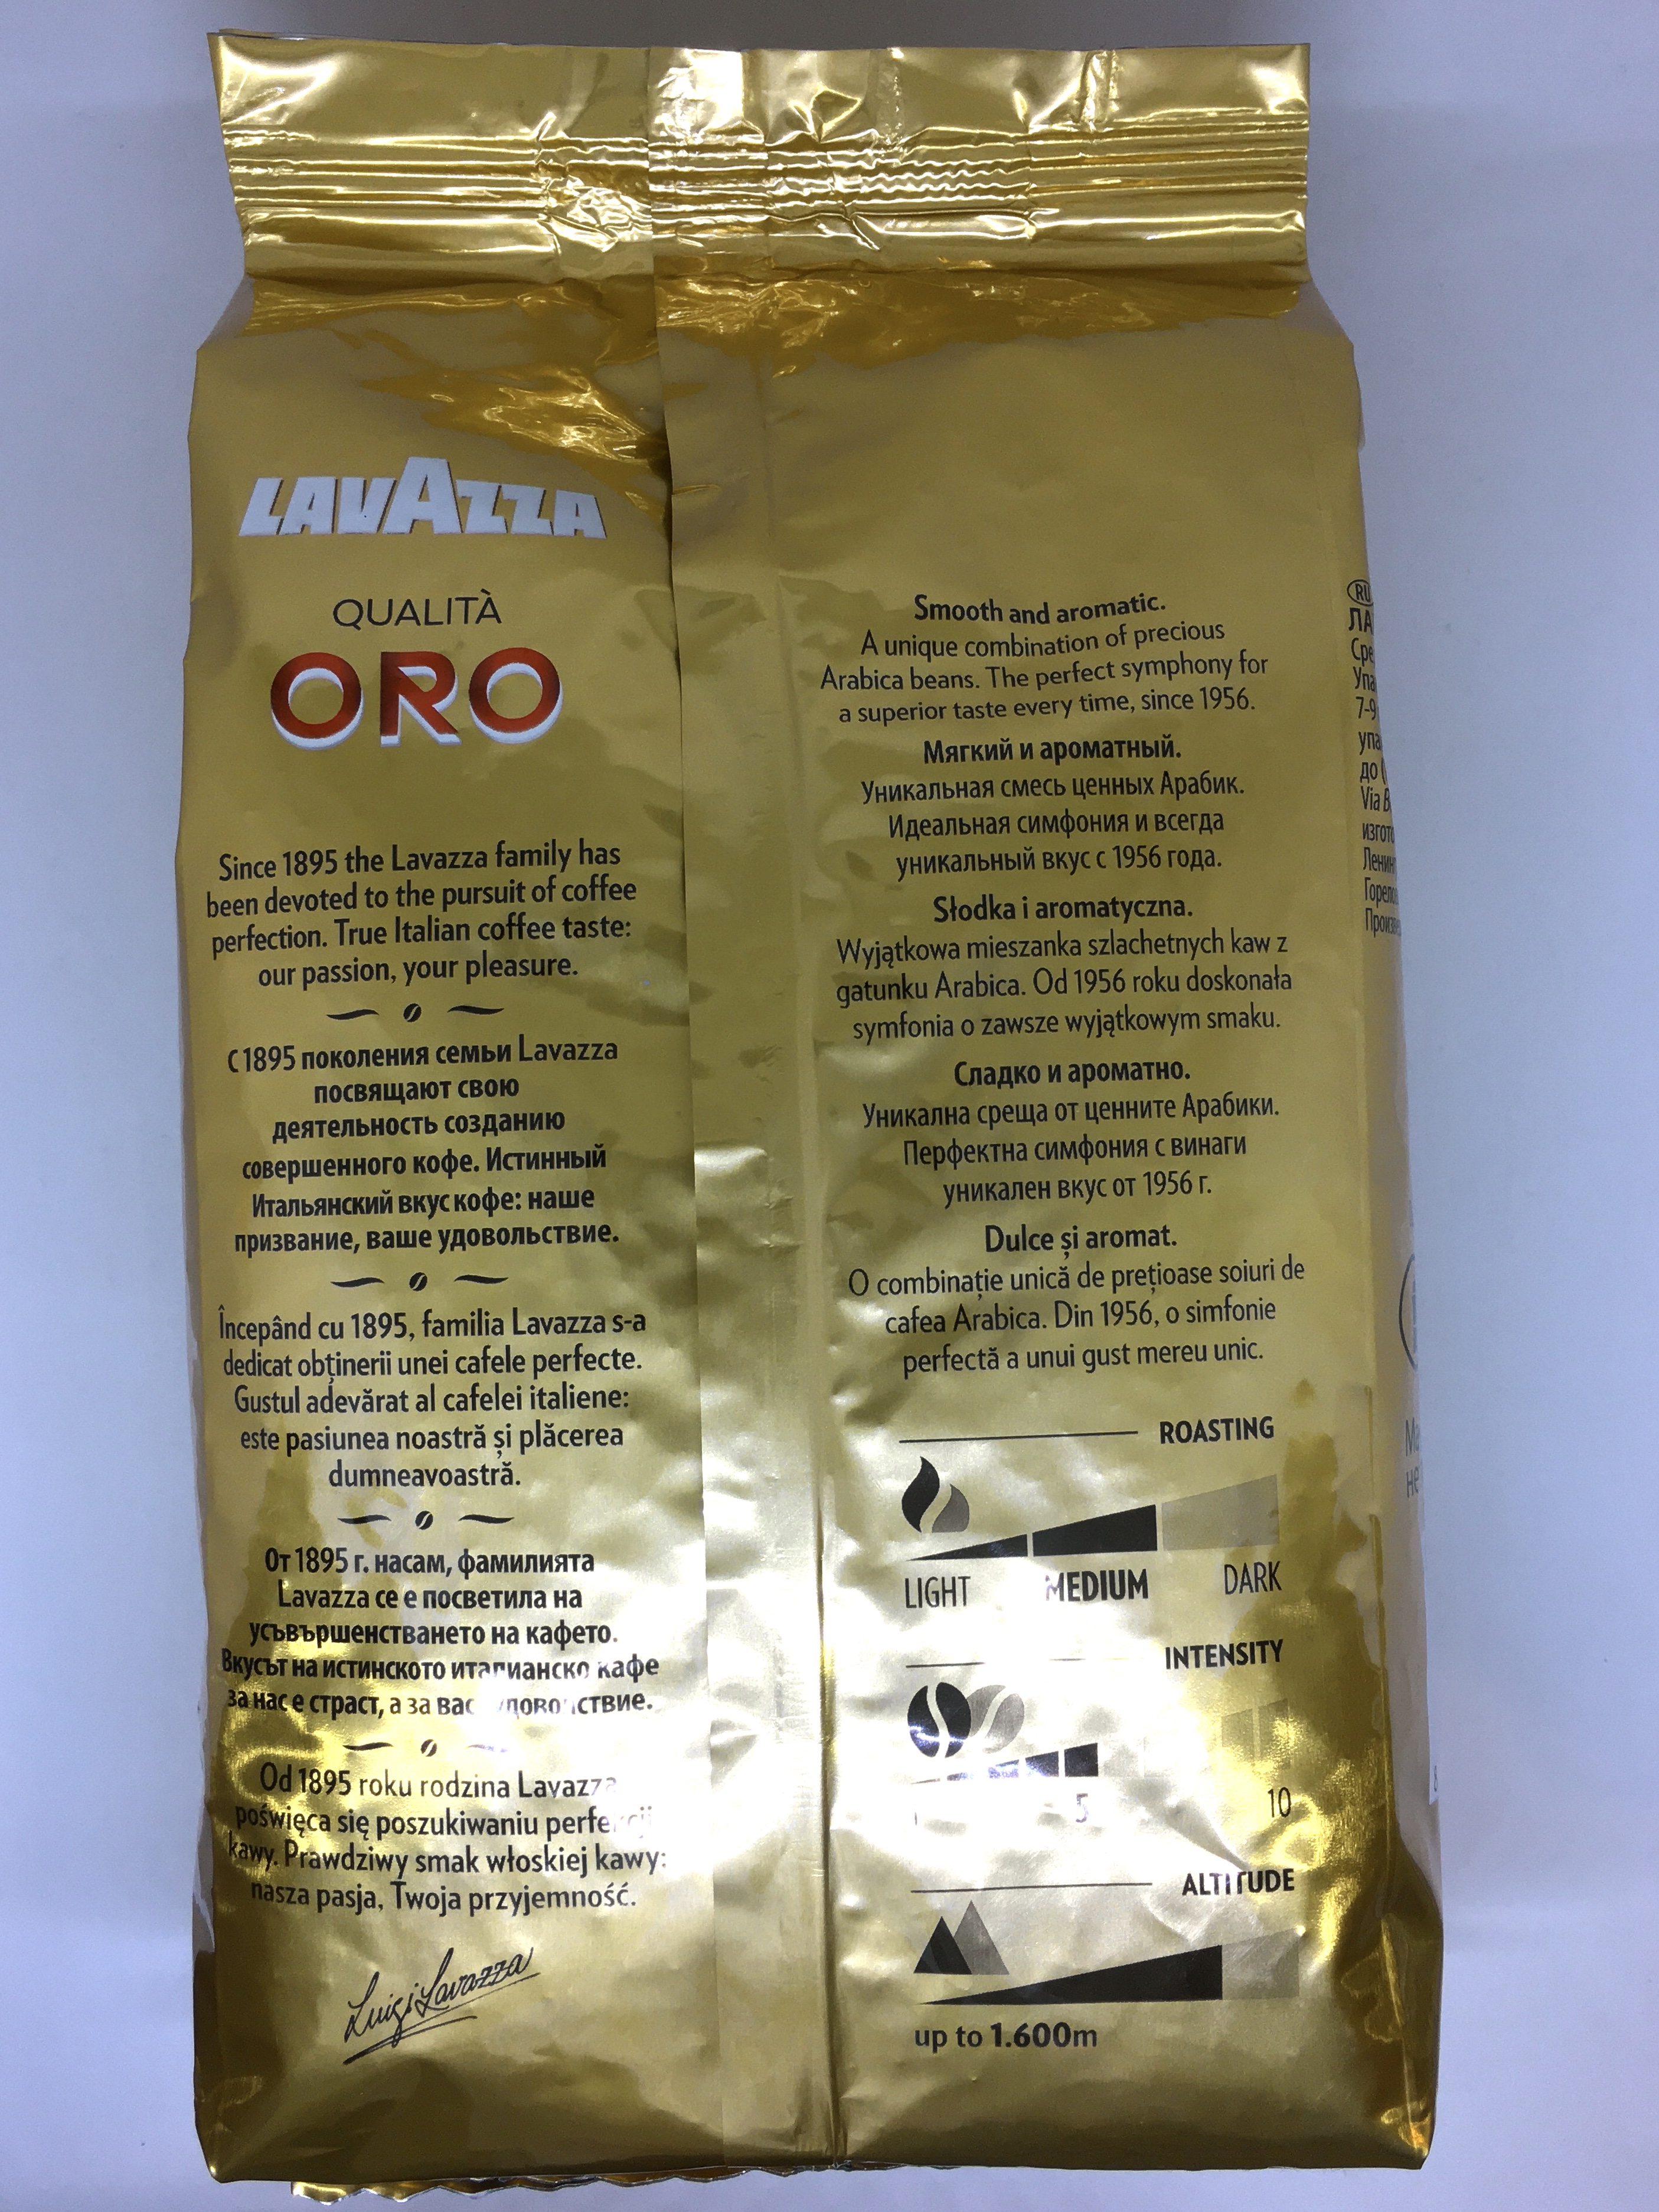 LAVAZZA
QUALITÀ
ORO
Since 1895 the Lavazza family has
been devoted to the pursuit of coffee
perfection. True Italian coffee taste:
our passion, your pleasure.
С 1895 поколения семьи Lavazza
посвящают свою
деятельность созданию
совершенного кофе. Истинный
Итальянский вкус кофе: наше
призвание, ваше удовольствие.
Începând cu 1895, familia Lavazza s-a
dedicat obținerii unei cafele perfecte.
Gustul adevărat al cafelei italiene:
este pasiunea noastră și plăcerea
dumneavoastră.
От 1895 г. насам, фамилията
Lavazza се е посветила на
усъвършенстването на кафето.
Вкусът на истинското италианско кафе
за нас е страст, а за вас
Od 1895 roku rodzina Lavazza
poświęca się poszukiwaniu perfekcji
kawy. Prawdziwy smak włoskiej kawy:
nasza pasja, Twoja przyjemność.
Luigi Lavazza
Smooth and aromatic.
A unique combination of precious
Arabica beans. The perfect symphony for
a superior taste every time, since 1956.
Мягкий и ароматный.
Уникальная смесь ценных Арабик.
Идеальная симфония и всегда
уникальный вкус с 1956 года.
Słodka i aromatyczna.
Wyjątkowa mieszanka szlachetnych kaw z
gatunku Arabica. Od 1956 roku doskonała
symfonia o zawsze wyjątkowym smaku.
Сладко и ароматно.
Уникална среща от ценните Арабики.
Перфектна симфония с винаги
уникален вкус от 1956 г.
Dulce și aromat.
O combinație unică de prețioase soiuri de
cafea Arabica. Din 1956, o simfonie
perfectă a unui gust mereu unic.
ROASTING
LIGHT MEDIUM DARK
INTENSITY
5 10
ALTITUDE
up to 1.600m
RU